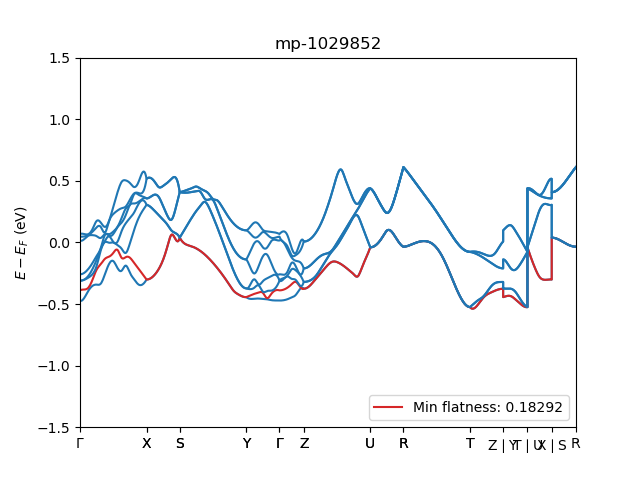 mp-1029852
E − E_F (eV)
1.5
1.0
0.5
0.0
−0.5
−1.0
−1.5
Min flatness: 0.18292
Γ X S Y Γ Z U R T Z | Y T | U X | S R